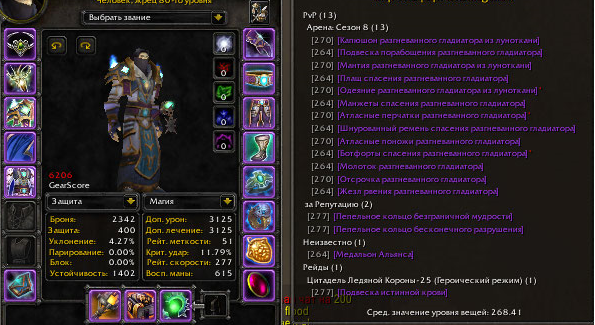 Человек. Жрец 80-го уровня
Выбрать звание
0
0
0
0
0
6206
GearScore
Защита
Магия
Броня: 2342
Защита: 400
Уклонение: 4.27%
Парирование: 0.00%
Блок: 0.00%
Устойчивость: 1402
Доп. урон: 3125
Доп. лечение: 3125
Рейт. меткости: 51
Крит. удар: 11.79%
Рейт. скорости: 277
Восп. маны: 615
PvP (13)
Арена: Сезон 8 (13)
[270] [Капюшон разгневанного гладиатора из луноткани]
[264] [Подвеска порабощения разгневанного гладиатора]
[270] [Мантия разгневанного гладиатора из луноткани]
[264] [Плащ спасения разгневанного гладиатора]
[270] [Одеяние разгневанного гладиатора из луноткани]
[264] [Манжеты спасения разгневанного гладиатора]
[270] [Атласные перчатки разгневанного гладиатора]
[264] [Шнурованный ремень спасения разгневанного гладиатора]
[270] [Атласные поножи разгневанного гладиатора]
[264] [Ботфорты спасения разгневанного гладиатора]
[264] [Молоток разгневанного гладиатора]
[270] [Отсрочка разгневанного гладиатора]
[264] [Жезл рвения разгневанного гладиатора]
за Репутацию (2)
[277] [Пепельное кольцо безграничной мудрости]
[277] [Пепельное кольцо бесконечного разрушения]
Неизвестно (1)
[264] [Медальон Альянса]
Рейды (1)
Цитадель Ледяной Короны-25 (Героический режим) (1)
[277] [Подвеска истинной крови]
200
Сред. значение уровня вещей: 268.41